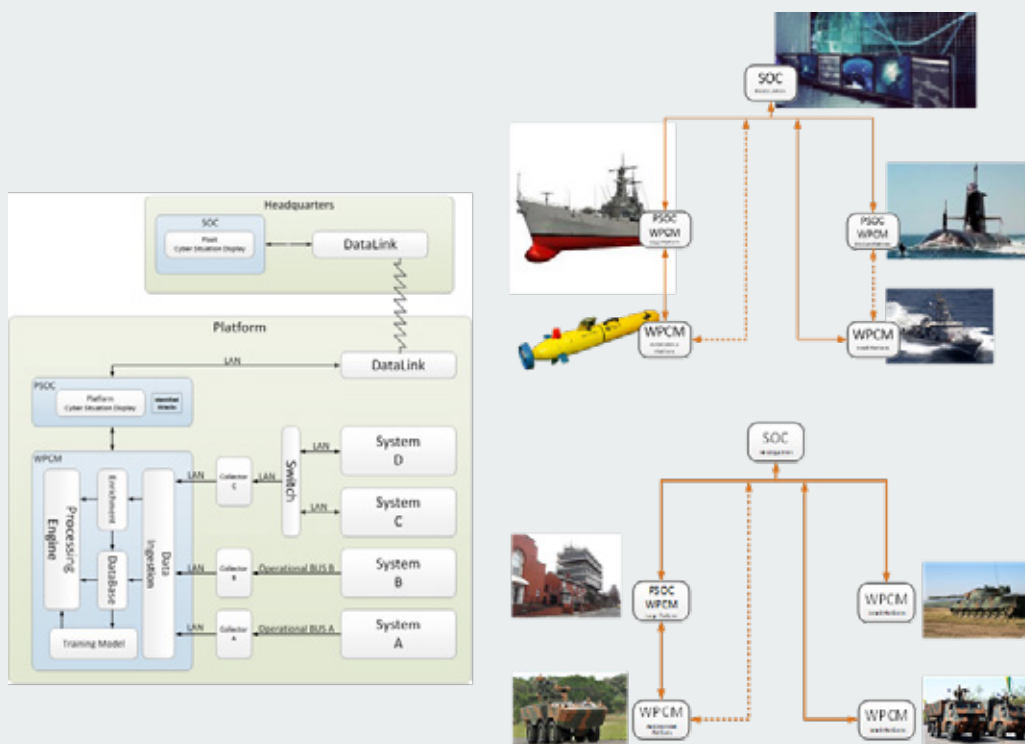 Headquarters
SOC
Fleet
Cyber Situation Display
DataLink
Platform
LAN
DataLink
PSOC
Platform
Cyber Situation Display
WPCM
Processing
Engine
Enrichment
DataBase
Training Model
Data
Ingestion
LAN
Collector
C
LAN
Switch
LAN
System
D
LAN
System
C
LAN
Collector
B
Operational BUS B
System
B
LAN
Collector
A
Operational BUS A
System
A
SOC
PSOC
WPCM
PSOC
WPCM
WPCM
WPCM
SOC
PSOC
WPCM
WPCM
WPCM
WPCM